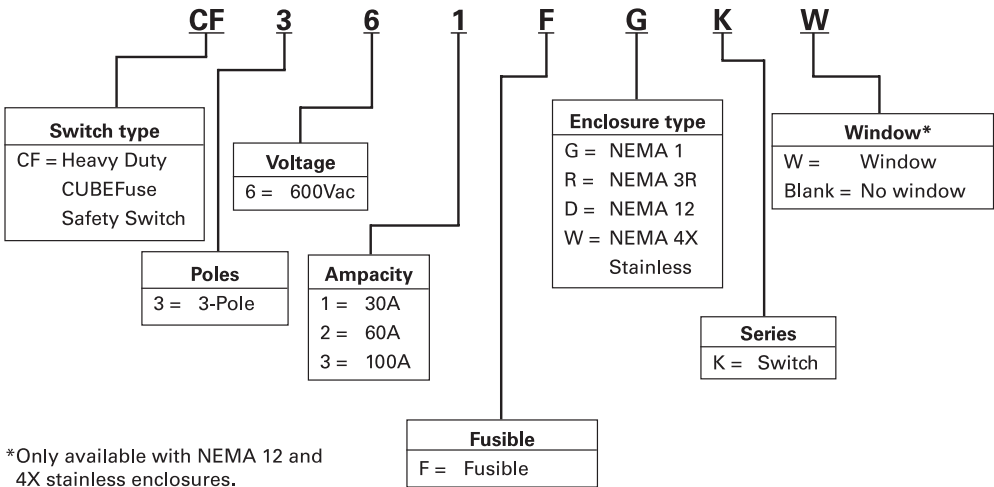 CF 3 6 1 F G K W
Switch type
CF = Heavy Duty
CUBEFuse
Safety Switch
Poles
3 = 3-Pole
Voltage
6 = 600Vac
Ampacity
1 = 30A
2 = 60A
3 = 100A
Fusible
F = Fusible
Enclosure type
G = NEMA 1
R = NEMA 3R
D = NEMA 12
W = NEMA 4X
Stainless
Series
K = Switch
Window*
W = Window
Blank = No window
*Only available with NEMA 12 and
4X stainless enclosures.